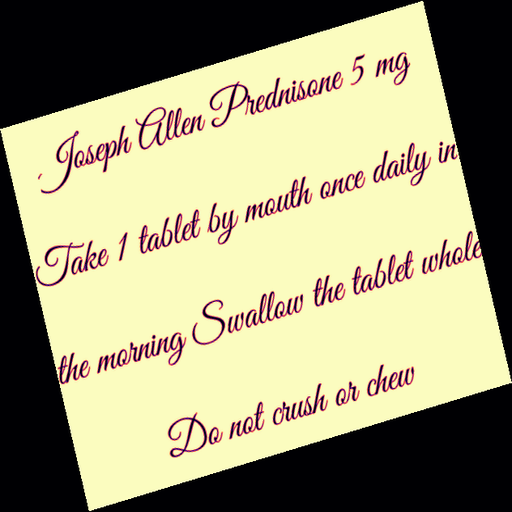 Joseph Allen Prednisone 5 mg
Take 1 tablet by mouth once daily in
the morning Swallow the tablet whole
Do not crush or chew